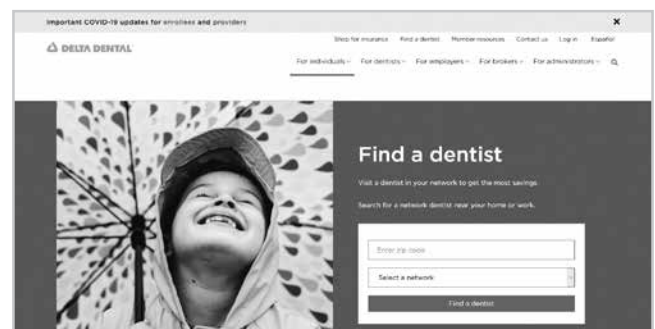 Important COVID-19 updates for enrollees and providers
Shop for insurance Find a dentist Member resources Contact us Log in Español
DELTA DENTAL
For individuals For dentists For employers For brokers For administrators
Find a dentist
Visit a dentist in your network to get the most savings.
Search for a network dentist near your home or work.
Enter zip code
Select a network
Find a dentist